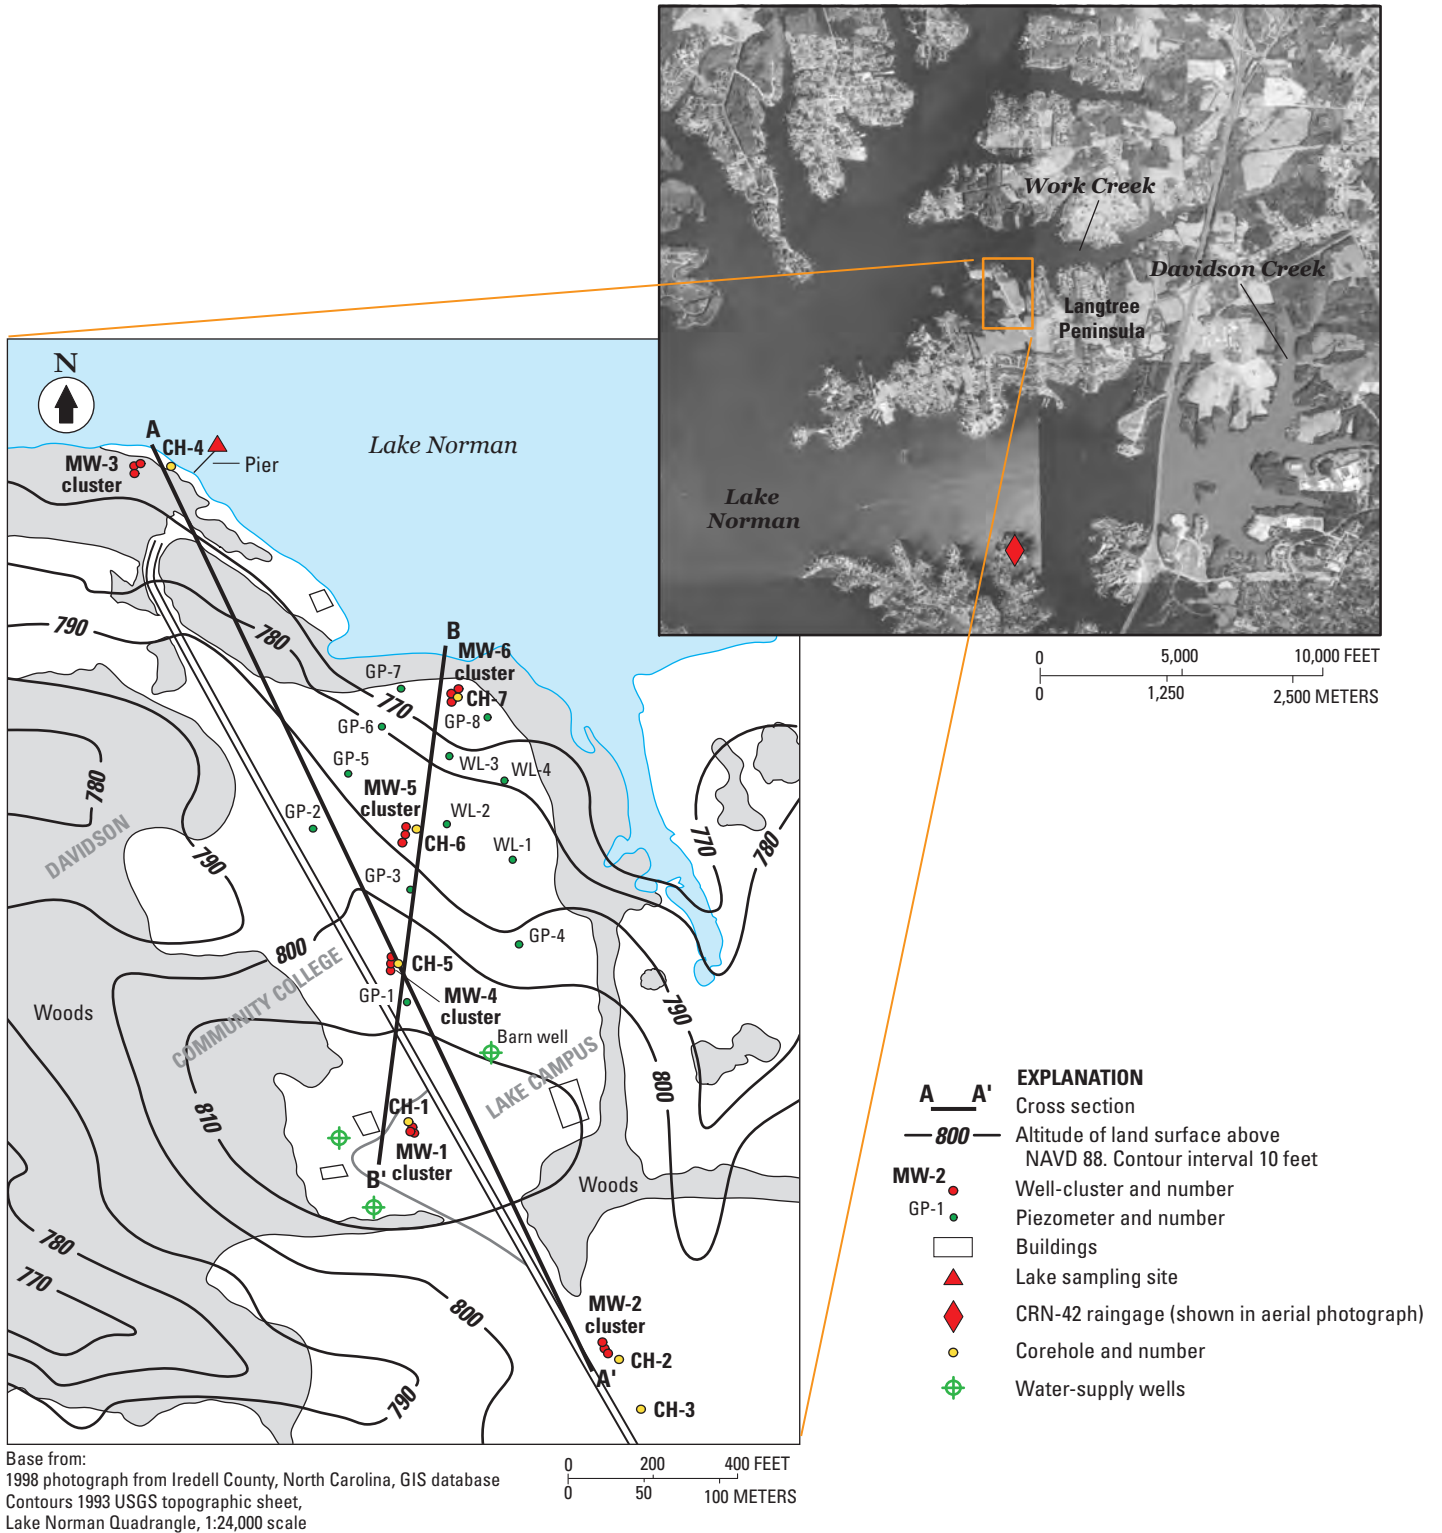 Work Creek
Davidson Creek
Langtree
Peninsula
Lake
Norman
0 5,000 10,000 FEET
0 1,250 2,500 METERS
N
A
CH-4
Pier
MW-3
cluster
Lake Norman
790
780
B
MW-6
cluster
GP-7
CH-7
770
GP-8
GP-6
GP-5
WL-3
WL-4
780
MW-5
cluster
GP-2
WL-2
CH-6
WL-1
770
780
DAVIDSON
790
GP-3
GP-4
800
CH-5
COMMUNITY COLLEGE
GP-1
MW-4
cluster
790
Woods
Barn well
LAKE CAMPUS
800
810
CH-1
MW-1
cluster
B'
Woods
780
770
800
MW-2
cluster
CH-2
A'
790
CH-3
EXPLANATION
A A'
Cross section
800
Altitude of land surface above
NAVD 88. Contour interval 10 feet
MW-2
Well-cluster and number
GP-1
Piezometer and number
Buildings
Lake sampling site
CRN-42 raingage (shown in aerial photograph)
Corehole and number
Water-supply wells
Base from:
1998 photograph from Iredell County, North Carolina, GIS database
Contours 1993 USGS topographic sheet,
Lake Norman Quadrangle, 1:24,000 scale
0 200 400 FEET
0 50 100 METERS